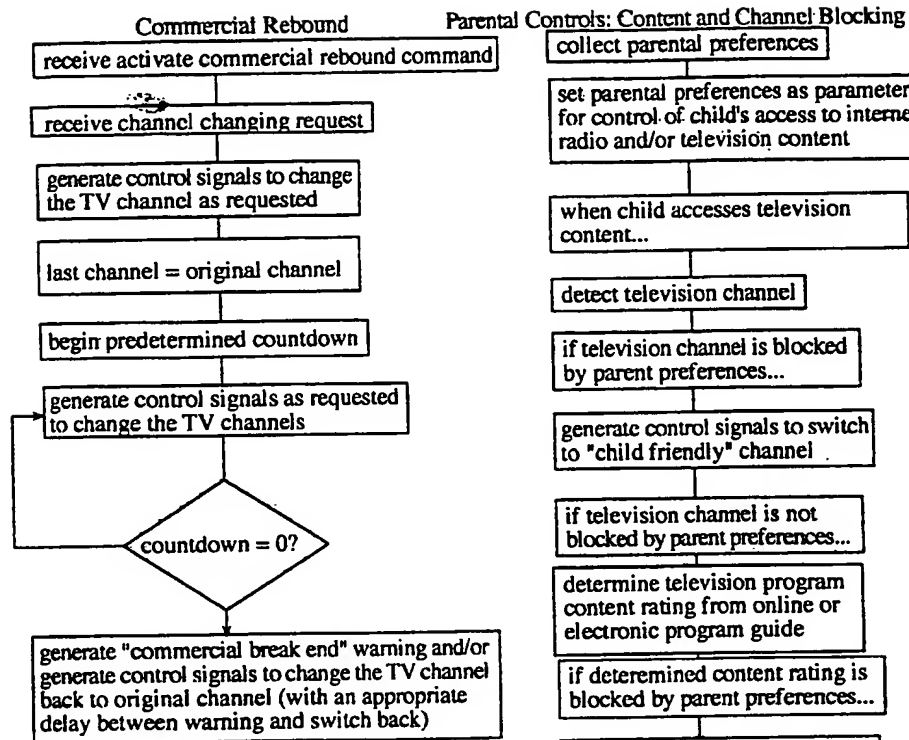 Commercial Rebound
receive activate commercial rebound command
receive channel changing request
generate control signals to change
the TV channel as requested
last channel = original channel
begin predetermined countdown
generate control signals as requested
to change the TV channels
countdown = 0?
generate "commercial break end" warning and/or
generate control signals to change the TV channel
back to original channel (with an appropriate
delay between warning and switch back)
Parental Controls: Content and Channel Blocking
collect parental preferences
set parental preferences as parameter
for control of child's access to interne
radio and/or television content
when child accesses television
content...
detect television channel
if television channel is blocked
by parent preferences...
generate control signals to switch
to "child friendly" channel
if television channel is not
blocked by parent preferences...
determine television program
content rating from online or
electronic program guide
if deteremined content rating is
blocked by parent preferences...